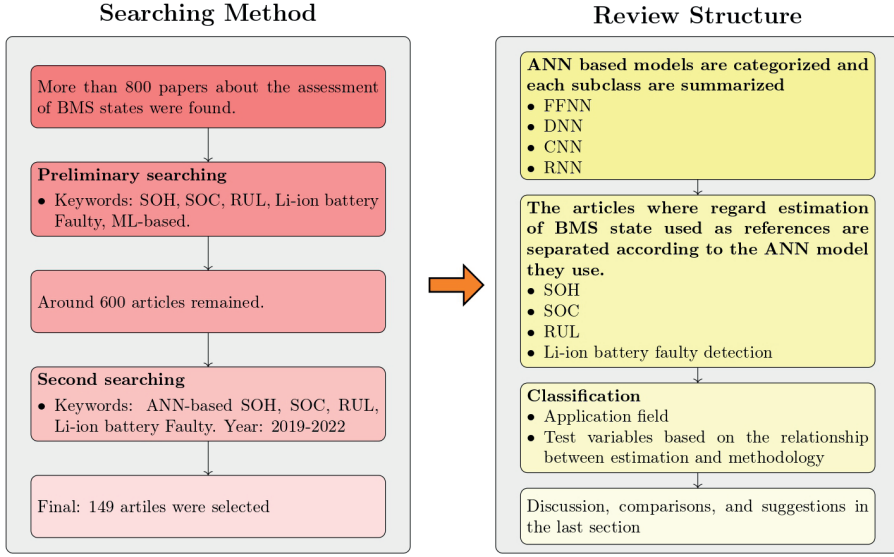 Searching Method
More than 800 papers about the assessment
of BMS states were found.
Preliminary searching
• Keywords: SOH, SOC, RUL, Li-ion battery
Faulty, ML-based.
Around 600 articles remained.
Second searching
• Keywords: ANN-based SOH, SOC, RUL,
Li-ion battery Faulty. Year: 2019-2022
Final: 149 artiles were selected
Review Structure
ANN based models are categorized and
each subclass are summarized
• FFNN
• DNN
• CNN
• RNN
The articles where regard estimation
of BMS state used as references are
separated according to the ANN model
they use.
• SOH
• SOC
• RUL
• Li-ion battery faulty detection
Classification
• Application field
• Test variables based on the relationship
between estimation and methodology
Discussion, comparisons, and suggestions in
the last section